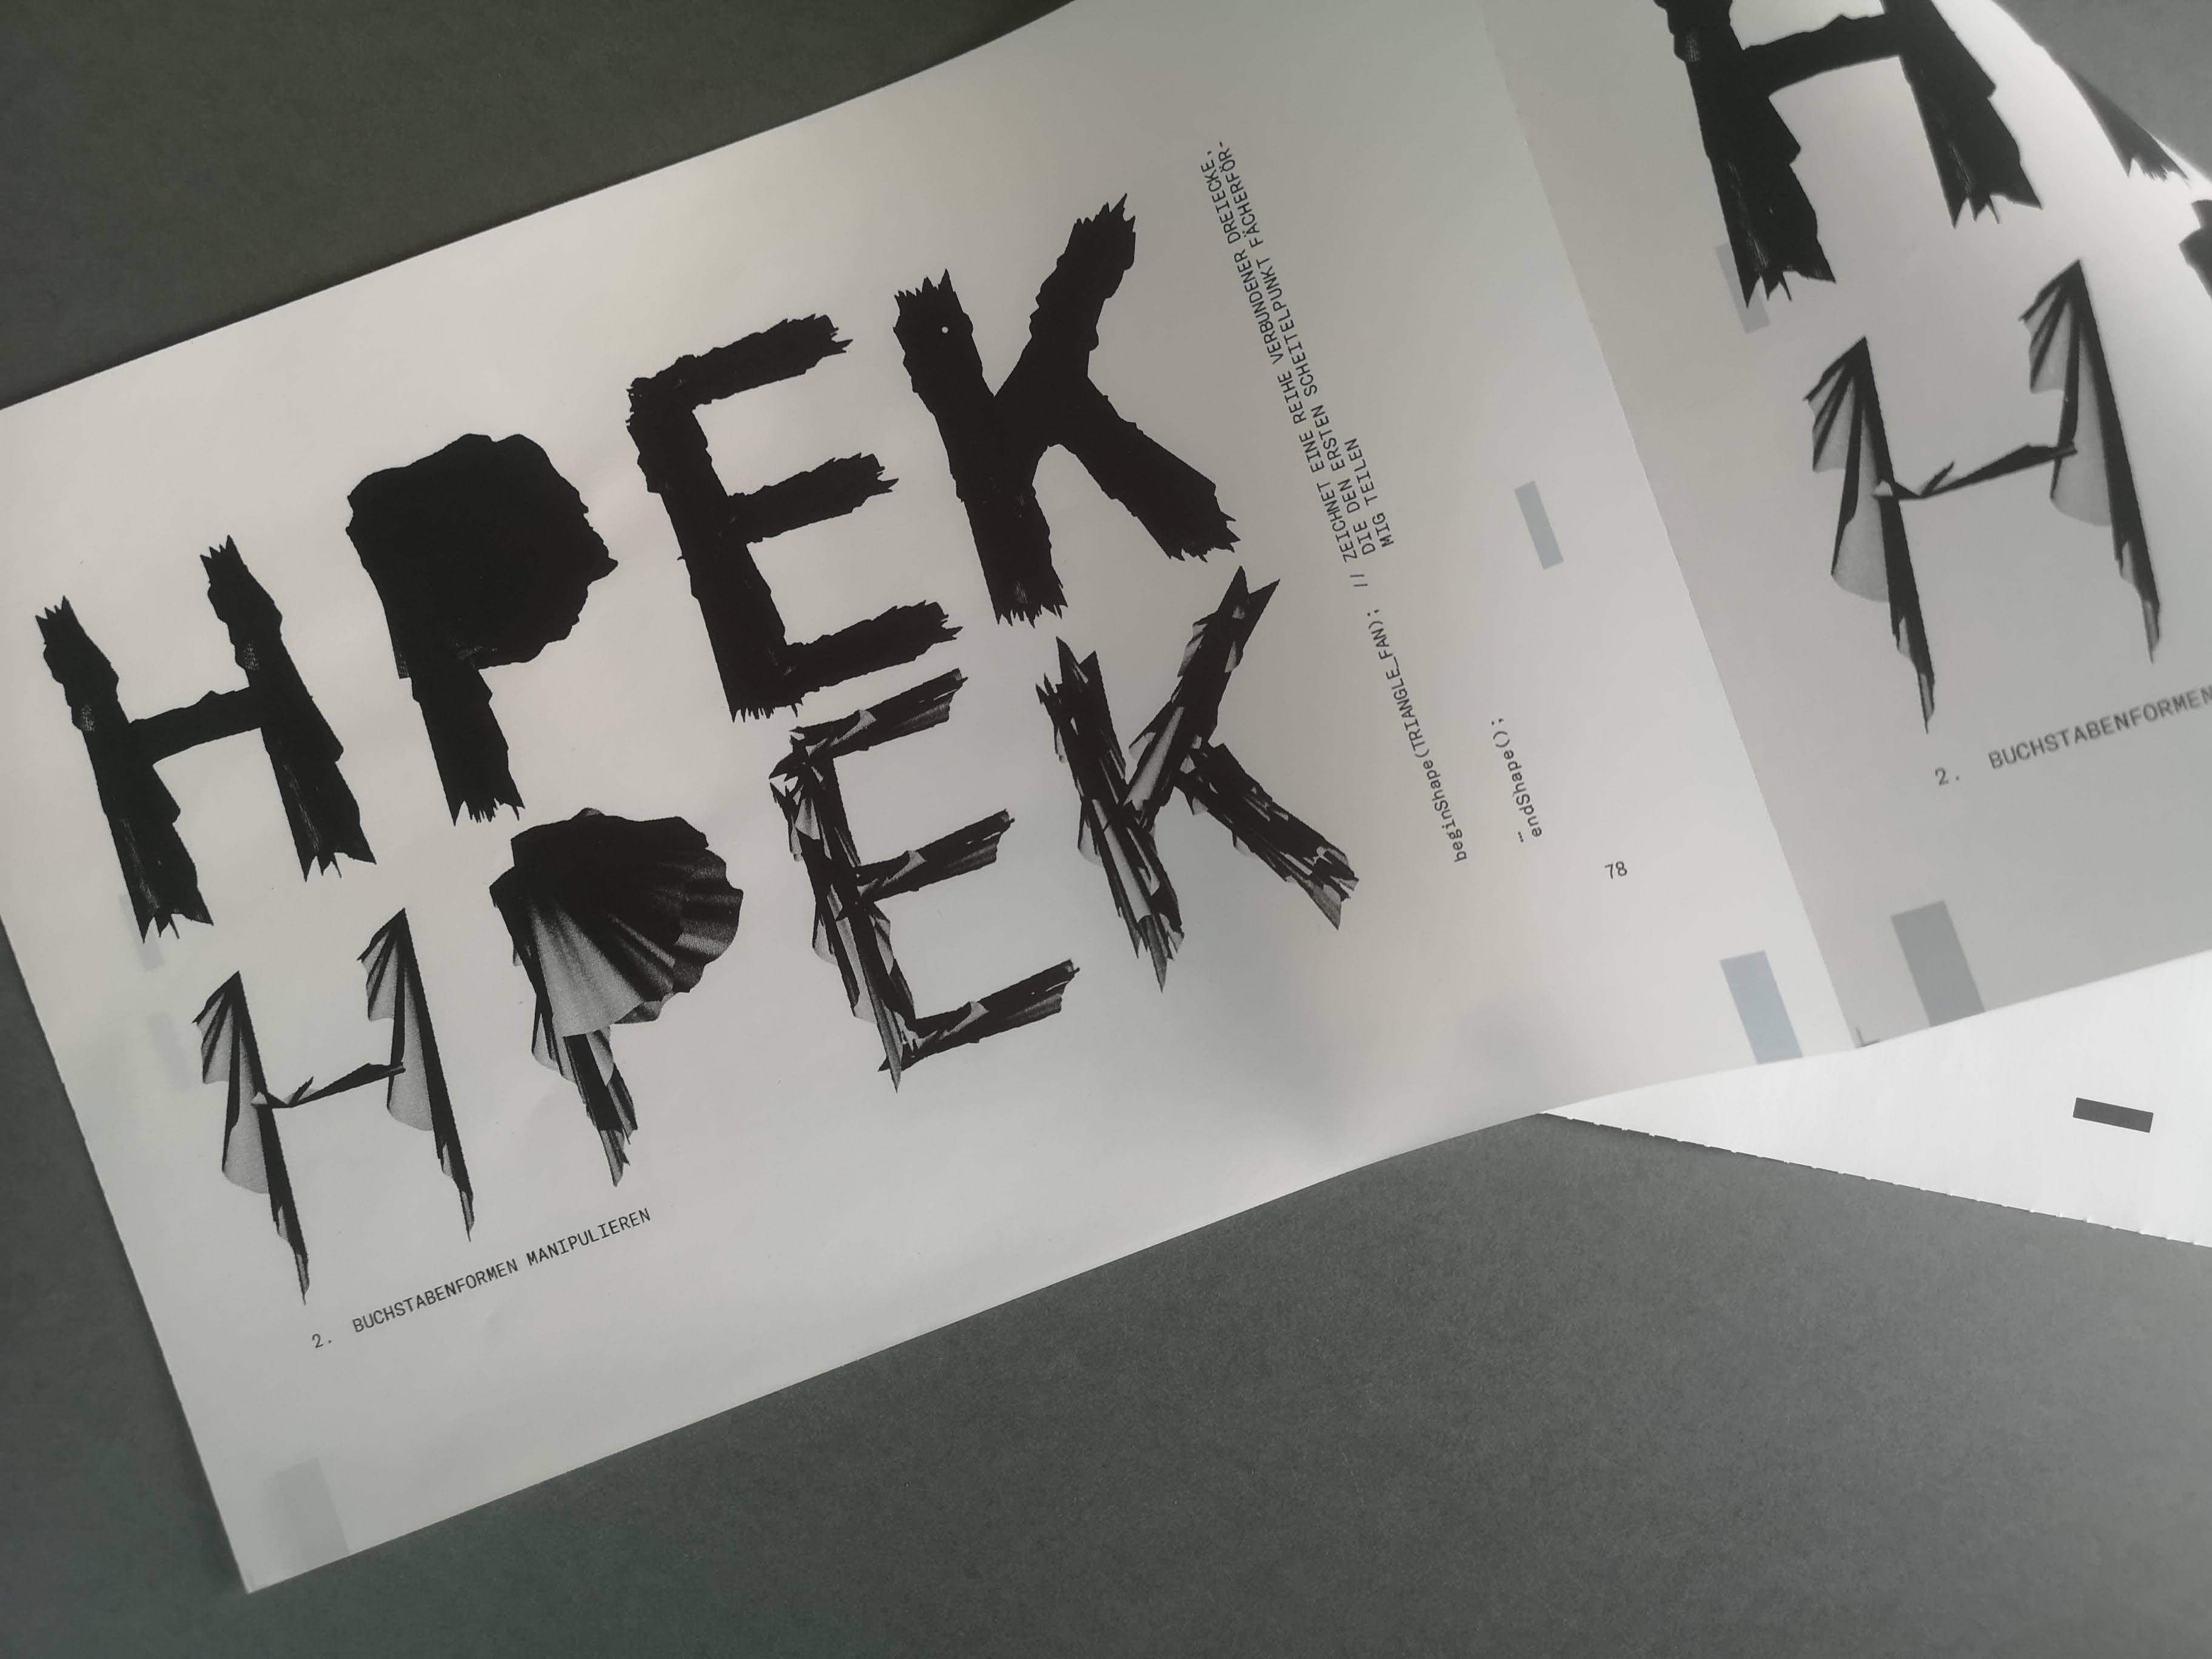 HPEK
HPEK
2. BUCHSTABENFORMEN MANIPULIEREN
beginShape(TRIANGLE_FAN); // ZEICHNET EINE REIHE VERBUNDENER DREIECKE,
DIE DEN ERSTEN SCHEITELPUNKT FÄCHERFÖR-
MIG TEILEN
…
endShape();
78
H
H
2. BUCHSTABENFORMEN